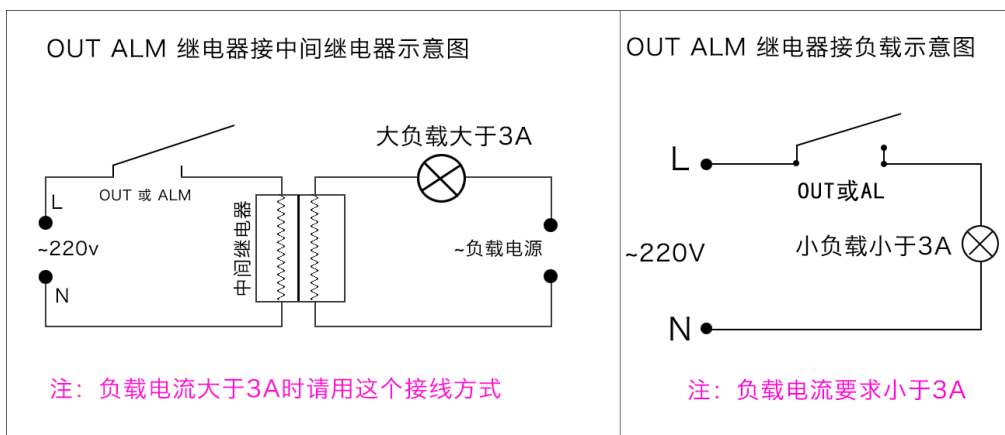 OUT ALM 继电器接中间继电器示意图
大负载大于3A
L
OUT 或 ALM
~220v
N
中间继电器
~负载电源
注：负载电流大于3A时请用这个接线方式
OUT ALM 继电器接负载示意图
L
OUT或AL
~220V
小负载小于3A
N
注：负载电流要求小于3A